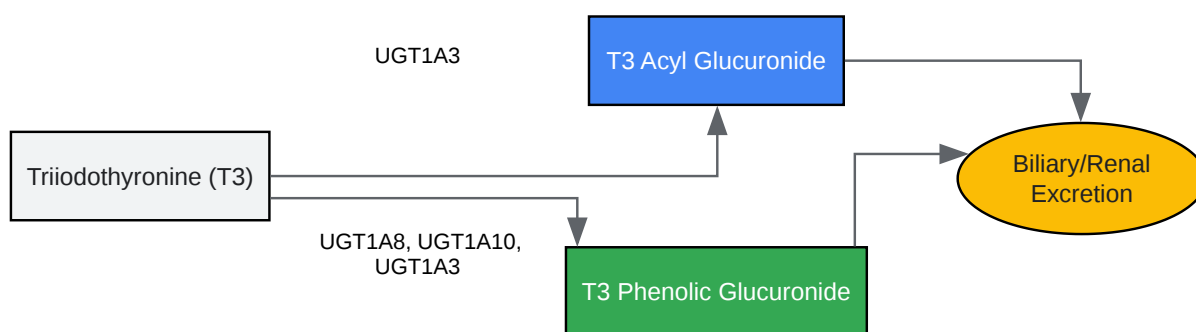 UGT1A3
T3 Acyl Glucuronide
Triiodothyronine (T3)
Biliary/Renal
Excretion
UGT1A8, UGT1A10,
UGT1A3
T3 Phenolic Glucuronide